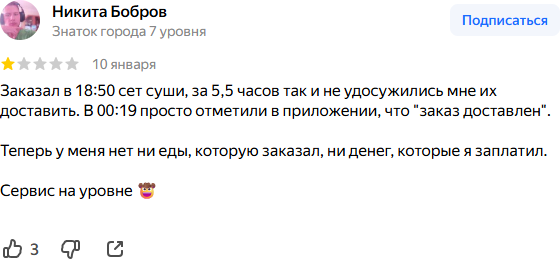 Никита Бобров
Подписаться
Знаток города 7 уровня
10 января
Заказал в 18:50 сет суши, за 5,5 часов так и не удосужились мне их
доставить. В 00:19 просто отметили в приложении, что "заказ доставлен".
Теперь у меня нет ни еды, которую заказал, ни денег, которые я заплатил.
Сервис на уровне 🤠
3